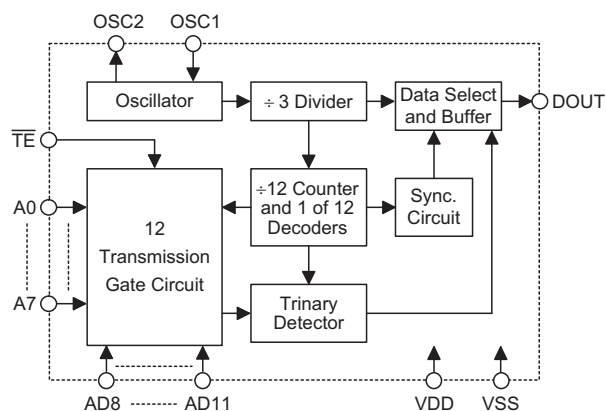 OSC2 OSC1
Oscillator
÷ 3 Divider
Data Select
and Buffer
DOUT
TE
A0
A7
12
Transmission
Gate Circuit
÷12 Counter
and 1 of 12
Decoders
Sync.
Circuit
Trinary
Detector
AD8 AD11 VDD VSS